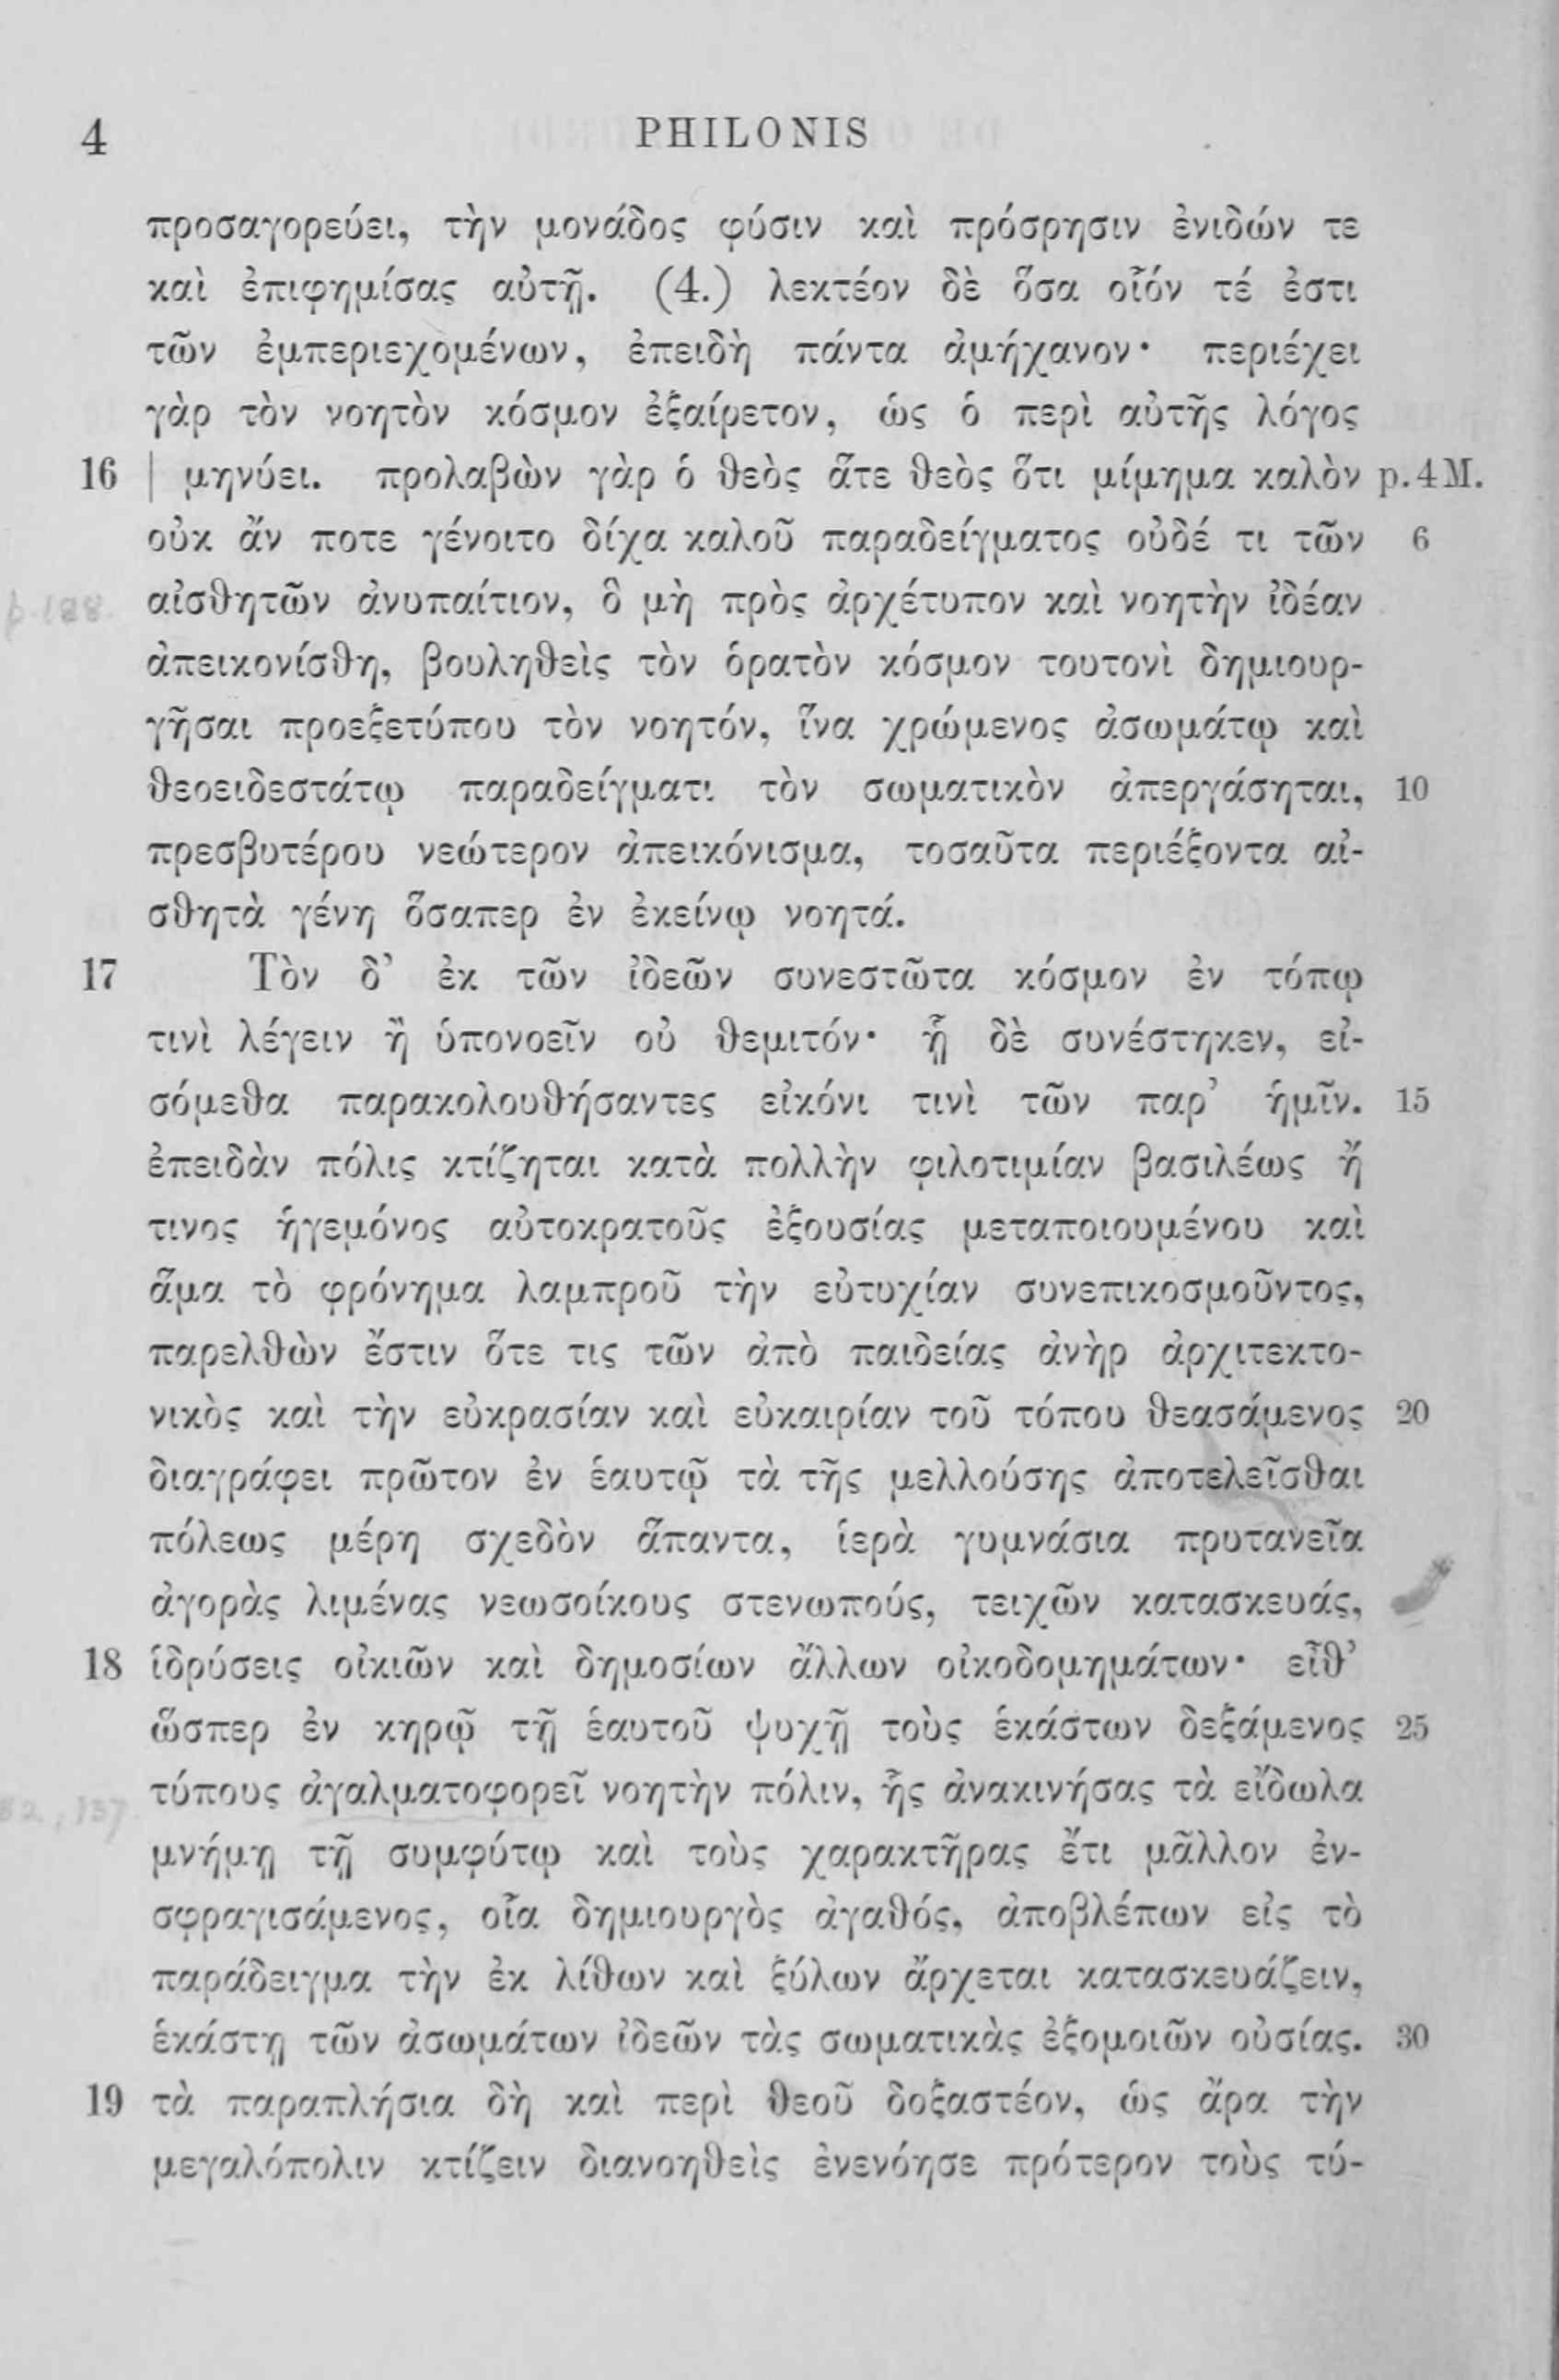 4 PHILONIS
προσαγορεύει, τὴν μονάδος φύσιν καὶ πρόσρησιν ἐνιδών τε
καὶ ἐπιφημίσας αὐτῇ. (4.) λεκτέον δὲ ὅσα οἷόν τέ ἐστι
τῶν ἐμπεριεχομένων, ἐπειδὴ πάντα ἀμήχανον· περιέχει
γὰρ τὸν νοητὸν κόσμον ἐξαίρετον, ὡς ὁ περὶ αὐτῆς λόγος
16 | μηνύει. προλαβὼν γὰρ ὁ θεὸς ἅτε θεὸς ὅτι μίμημα καλὸν p. 4 M.
οὐκ ἄν ποτε γένοιτο δίχα καλοῦ παραδείγματος οὐδέ τι τῶν 6
αἰσθητῶν ἀνυπαίτιον, ὃ μὴ πρὸς ἀρχέτυπον καὶ νοητὴν ἰδέαν
ἀπεικονίσθη, βουληθεὶς τὸν ὁρατὸν κόσμον τουτονὶ δημιουρ-
γῆσαι προεξετύπου τὸν νοητόν, ἵνα χρώμενος ἀσωμάτῳ καὶ
θεοειδεστάτῳ παραδείγματι τὸν σωματικὸν ἀπεργάσηται, 10
πρεσβυτέρου νεώτερον ἀπεικόνισμα, τοσαῦτα περιέξοντα αἰ-
σθητὰ γένη ὅσαπερ ἐν ἐκείνῳ νοητά.
17 Τὸν δ’ ἐκ τῶν ἰδεῶν συνεστῶτα κόσμον ἐν τόπῳ
τινὶ λέγειν ἢ ὑπονοεῖν οὐ θεμιτόν· ᾗ δὲ συνέστηκεν, εἰ-
σόμεθα παρακολουθήσαντες εἰκόνι τινὶ τῶν παρ’ ἡμῖν. 15
ἐπειδὰν πόλις κτίζηται κατὰ πολλὴν φιλοτιμίαν βασιλέως ἤ
τινος ἡγεμόνος αὐτοκρατοῦς ἐξουσίας μεταποιουμένου καὶ
ἅμα τὸ φρόνημα λαμπροῦ τὴν εὐτυχίαν συνεπικοσμοῦντος,
παρελθὼν ἔστιν ὅτε τις τῶν ἀπὸ παιδείας ἀνὴρ ἀρχιτεκτο-
νικὸς καὶ τὴν εὐκρασίαν καὶ εὐκαιρίαν τοῦ τόπου θεασάμενος 20
διαγράφει πρῶτον ἐν ἑαυτῷ τὰ τῆς μελλούσης ἀποτελεῖσθαι
πόλεως μέρη σχεδὸν ἅπαντα, ἱερὰ γυμνάσια πρυτανεῖα
ἀγορὰς λιμένας νεωσοίκους στενωπούς, τειχῶν κατασκευάς,
18 ἱδρύσεις οἰκιῶν καὶ δημοσίων ἄλλων οἰκοδομημάτων· εἶθ’
ὥσπερ ἐν κηρῷ τῇ ἑαυτοῦ ψυχῇ τοὺς ἑκάστων δεξάμενος 25
τύπους ἀγαλματοφορεῖ νοητὴν πόλιν, ἧς ἀνακινήσας τὰ εἴδωλα
μνήμῃ τῇ συμφύτῳ καὶ τοὺς χαρακτῆρας ἔτι μᾶλλον ἐν-
σφραγισάμενος, οἷα δημιουργὸς ἀγαθός, ἀποβλέπων εἰς τὸ
παράδειγμα τὴν ἐκ λίθων καὶ ξύλων ἄρχεται κατασκευάζειν,
ἑκάστῃ τῶν ἀσωμάτων ἰδεῶν τὰς σωματικὰς ἐξομοιῶν οὐσίας. 30
19 τὰ παραπλήσια δὴ καὶ περὶ θεοῦ δοξαστέον, ὡς ἄρα τὴν
μεγαλόπολιν κτίζειν διανοηθεὶς ἐνενόησε πρότερον τοὺς τύ-